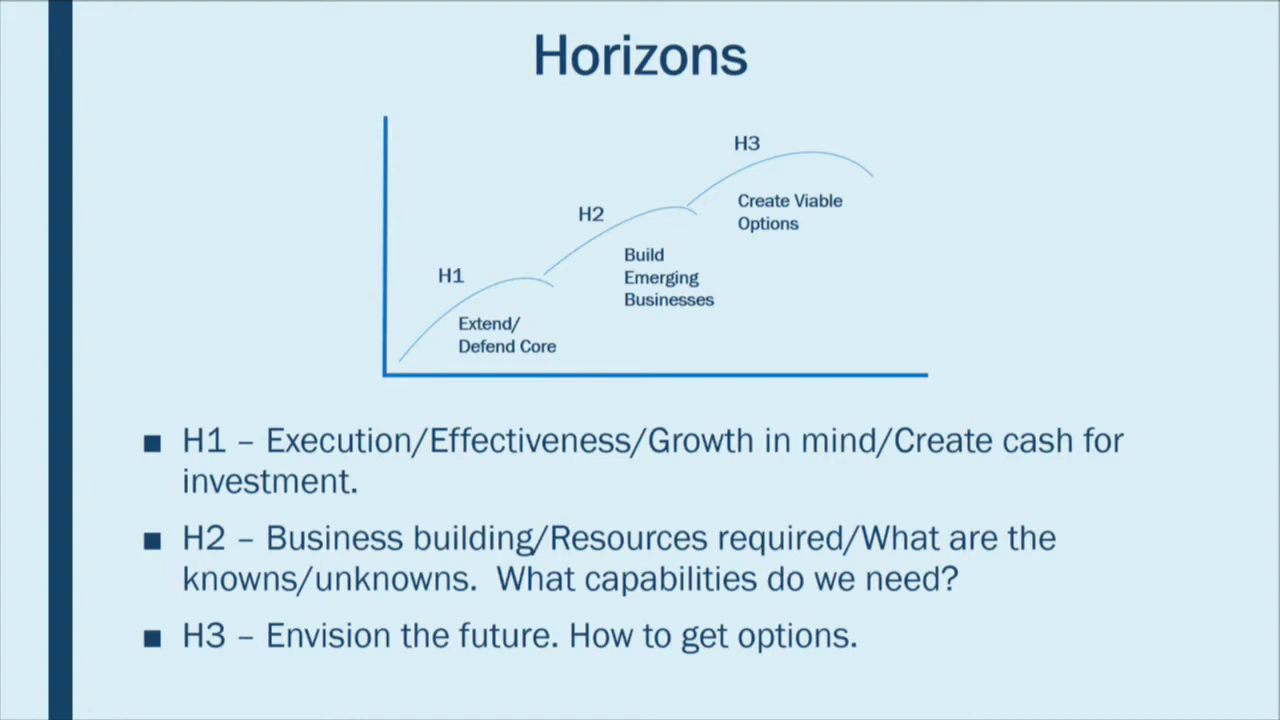 Horizons
H3
Create Viable
Options
H2
Build
Emerging
Businesses
H1
Extend/
Defend Core
■ H1 – Execution/Effectiveness/Growth in mind/Create cash for
investment.
■ H2 – Business building/Resources required/What are the
knowns/unknowns.  What capabilities do we need?
■ H3 – Envision the future. How to get options.